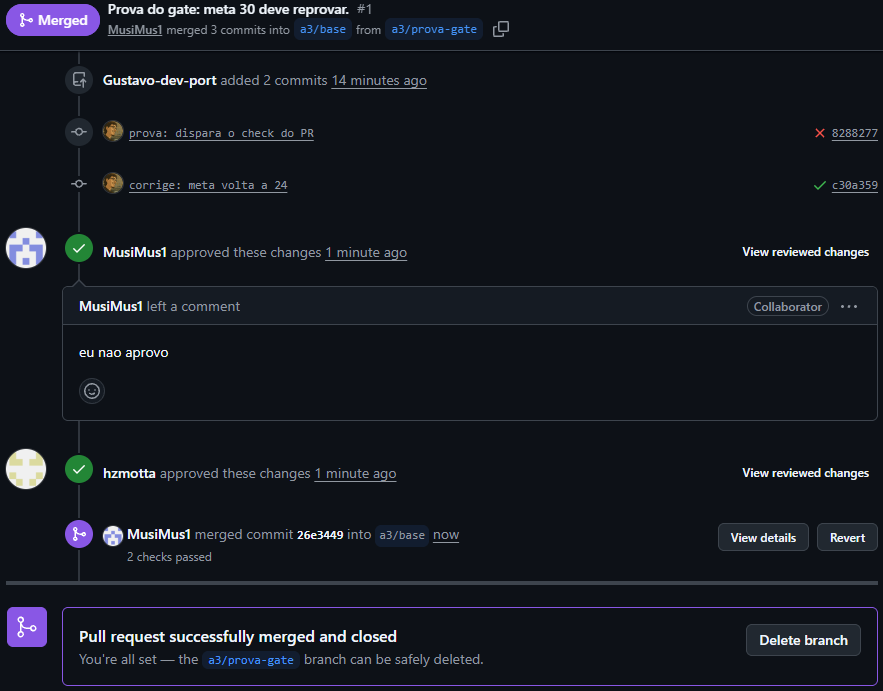 Merged
Prova do gate: meta 30 deve reprovar. #1
MusiMus1 merged 3 commits into a3/base from a3/prova-gate
Gustavo-dev-port added 2 commits 14 minutes ago
prova: dispara o check do PR 8288277
corrige: meta volta a 24 c30a359
MusiMus1 approved these changes 1 minute ago View reviewed changes
MusiMus1 left a comment Collaborator ...
eu nao aprovo
hzmotta approved these changes 1 minute ago View reviewed changes
MusiMus1 merged commit 26e3449 into a3/base now View details Revert
2 checks passed
Pull request successfully merged and closed
You're all set — the a3/prova-gate branch can be safely deleted. Delete branch